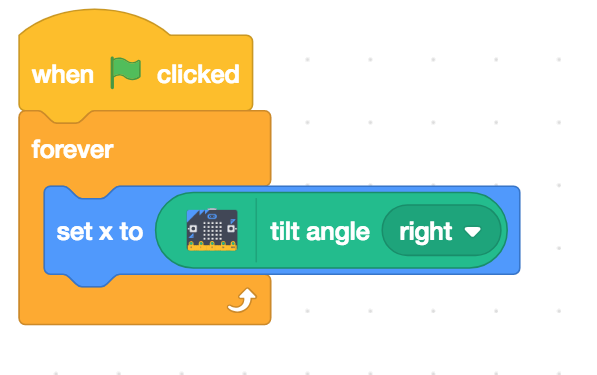 when clicked
forever
set x to tilt angle right